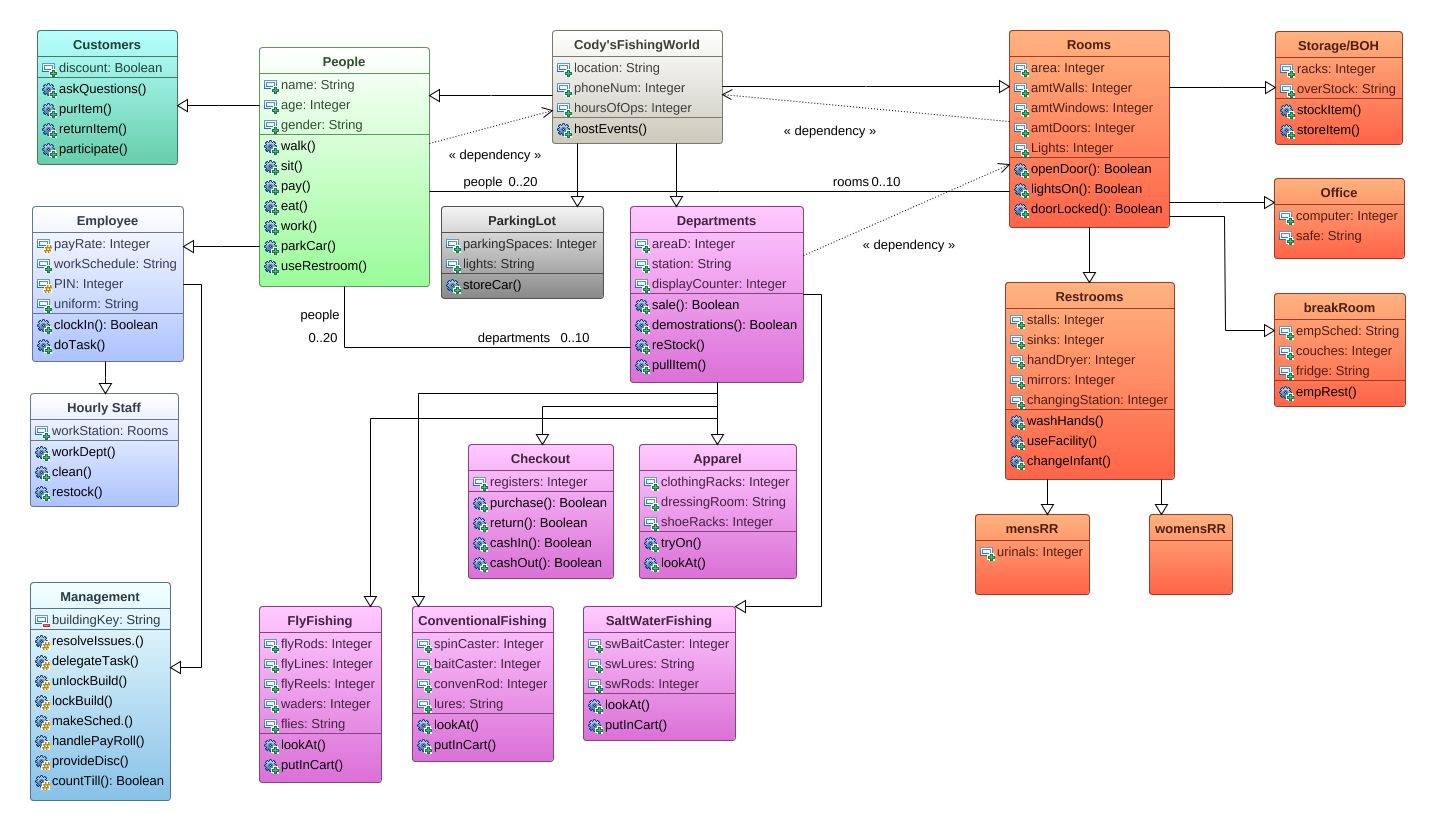 Customers
discount: Boolean
askQuestions()
purItem()
returnItem()
participate()
People
name: String
age: Integer
gender: String
walk()
sit()
pay()
eat()
work()
parkCar()
useRestroom()
Cody'sFishingWorld
location: String
phoneNum: Integer
hoursOfOps: Integer
hostEvents()
Rooms
area: Integer
amtWalls: Integer
amtWindows: Integer
amtDoors: Integer
Lights: Integer
openDoor(): Boolean
lightsOn(): Boolean
doorLocked(): Boolean
Storage/BOH
racks: Integer
overStock: String
stockItem()
storeItem()
« dependency »
« dependency »
people 0..20
rooms 0..10
« dependency »
Employee
payRate: Integer
workSchedule: String
PIN: Integer
uniform: String
clockIn(): Boolean
doTask()
ParkingLot
parkingSpaces: Integer
lights: String
storeCar()
Departments
areaD: Integer
station: String
displayCounter: Integer
sale(): Boolean
demostrations(): Boolean
reStock()
pullItem()
Office
computer: Integer
safe: String
people
0..20
departments 0..10
Restrooms
stalls: Integer
sinks: Integer
handDryer: Integer
mirrors: Integer
changingStation: Integer
washHands()
useFacility()
changeInfant()
breakRoom
empSched: String
couches: Integer
fridge: String
empRest()
Hourly Staff
workStation: Rooms
workDept()
clean()
restock()
Checkout
registers: Integer
purchase(): Boolean
return(): Boolean
cashIn(): Boolean
cashOut(): Boolean
Apparel
clothingRacks: Integer
dressingRoom: String
shoeRacks: Integer
tryOn()
lookAt()
mensRR
urinals: Integer
womensRR
Management
buildingKey: String
resolveIssues.()
delegateTask()
unlockBuild()
lockBuild()
makeSched.()
handlePayRoll()
provideDisc()
countTill(): Boolean
FlyFishing
flyRods: Integer
flyLines: Integer
flyReels: Integer
waders: Integer
flies: String
lookAt()
putInCart()
ConventionalFishing
spinCaster: Integer
baitCaster: Integer
convenRod: Integer
lures: String
lookAt()
putInCart()
SaltWaterFishing
swBaitCaster: Integer
swLures: String
swRods: Integer
lookAt()
putInCart()